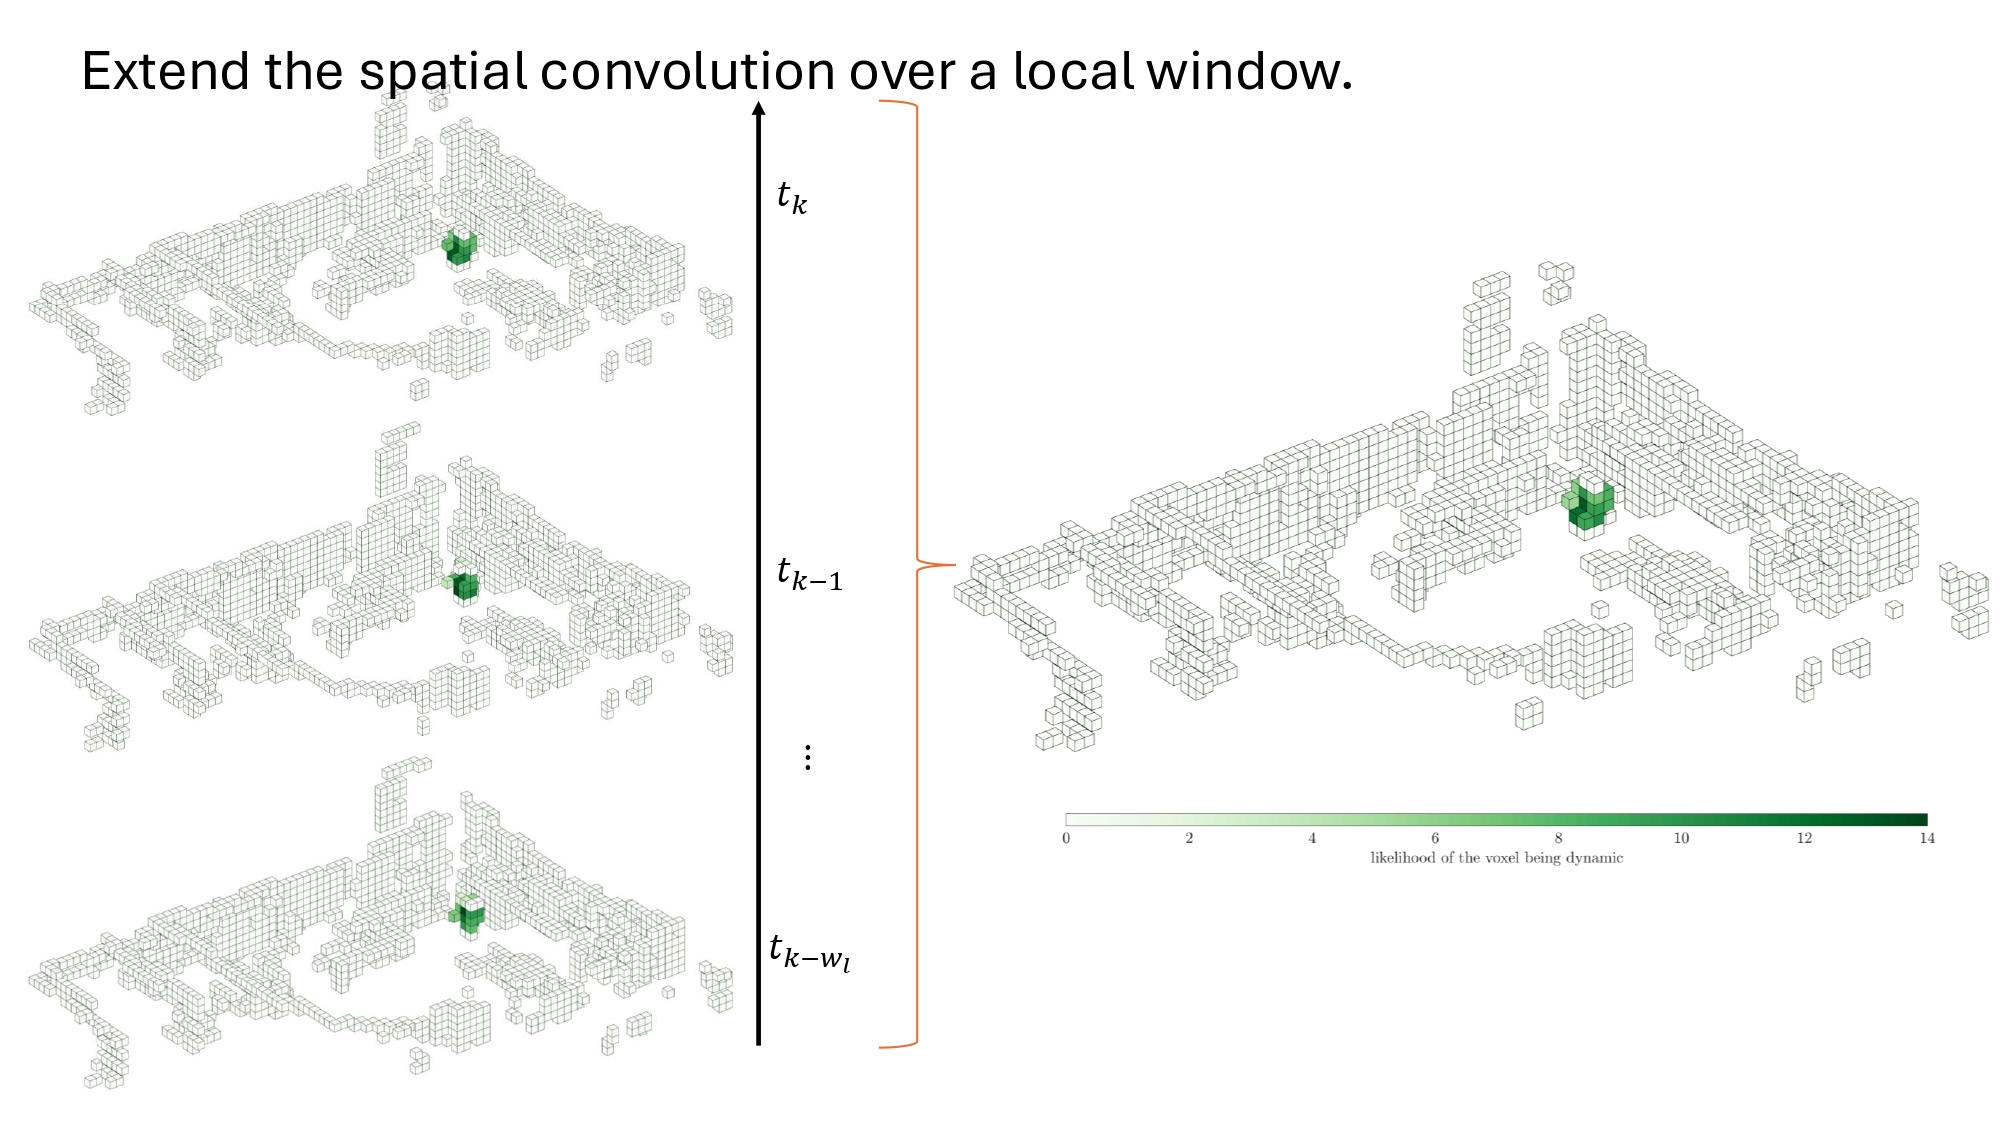 Extend the spatial convolution over a local window.
t_k
t_{k-1}
⋮
t_{k-w_l}
0 2 4 6 8 10 12 14
likelihood of the voxel being dynamic